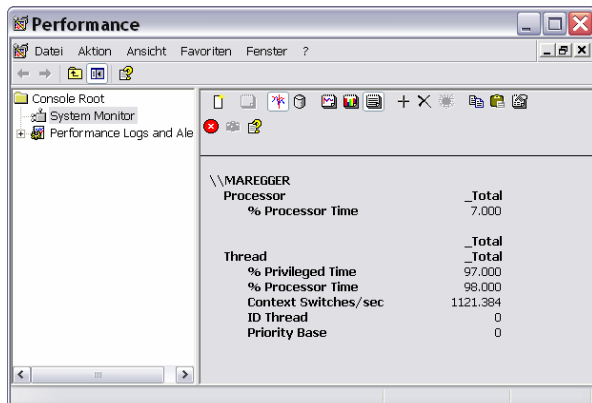 Performance
Datei Aktion Ansicht Favoriten Fenster ?
Console Root
System Monitor
Performance Logs and Ale
\\MAREGGER
Processor _Total
% Processor Time 7.000
_Total
Thread _Total
% Privileged Time 97.000
% Processor Time 98.000
Context Switches/sec 1121.384
ID Thread 0
Priority Base 0